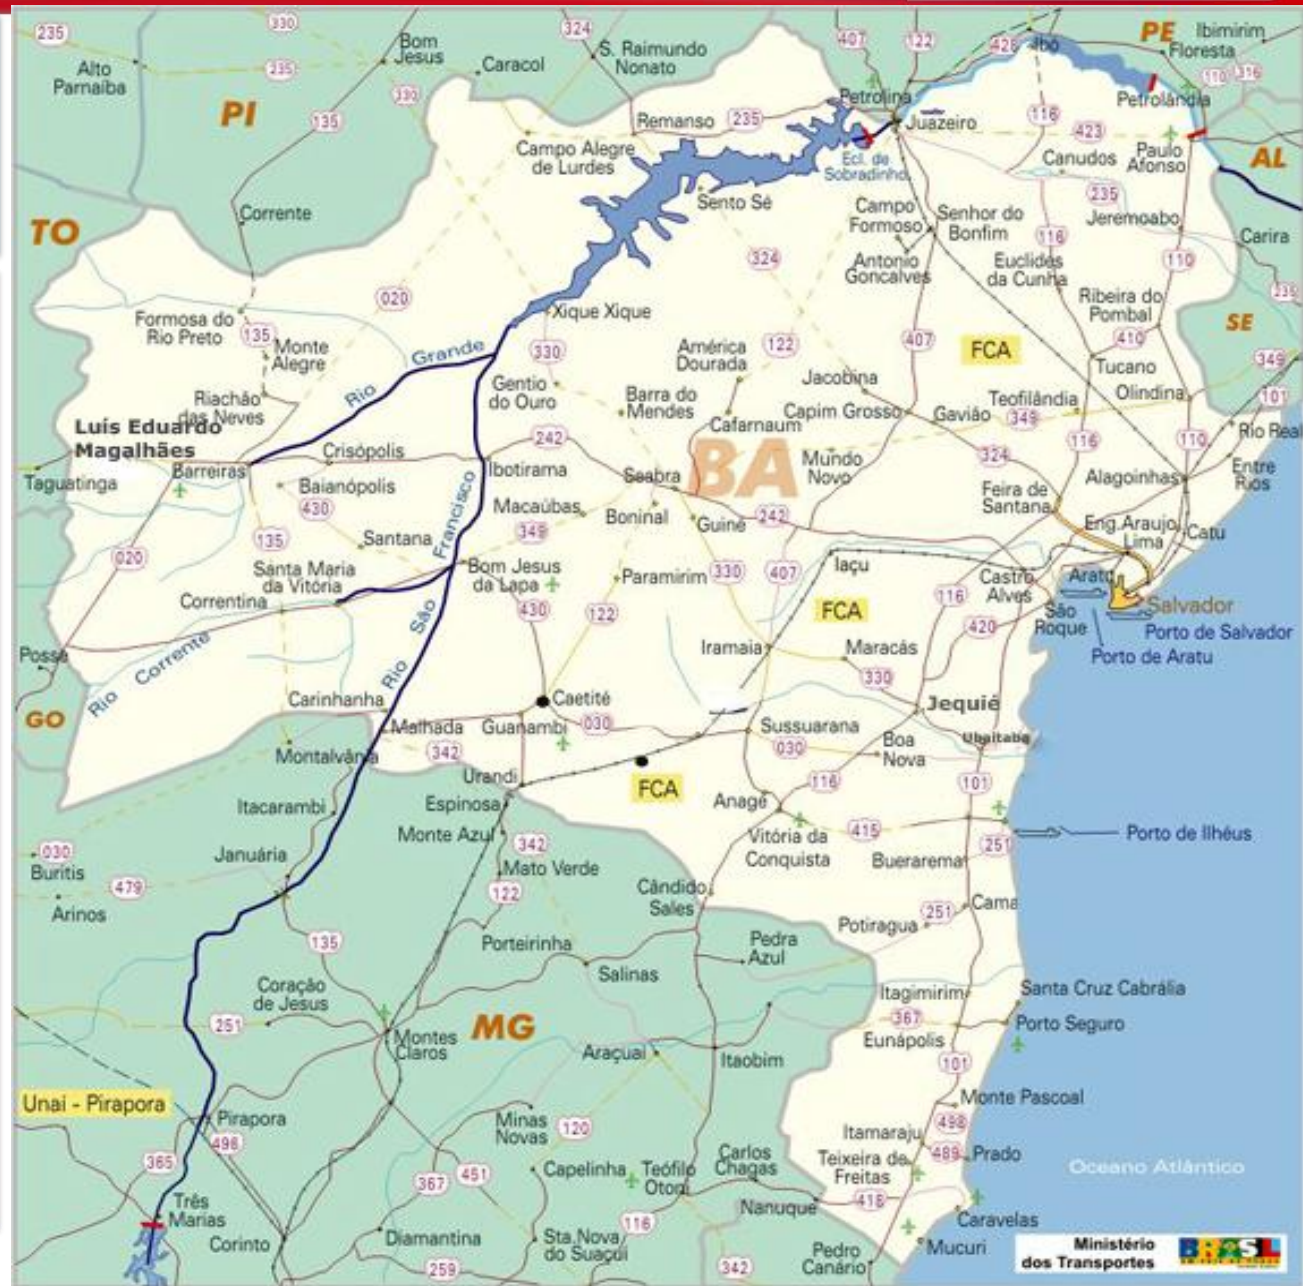 235
330
324
407
122
428
Ibó
PE
Ibimirim
Floresta
Alto
Parnaíba
Bom
Jesus
Caracol
S. Raimundo
Nonato
235
330
110
316
PI
135
Petrolina
Petrolândia
Remanso
235
Juazeiro
116
423
Campo Alegre
de Lurdes
Ecl. de
Sobradinho
Canudos
Paulo
Afonso
AL
Sento Sé
235
Corrente
Campo
Formoso
Senhor do
Bonfim
Jeremoabo
TO
116
Carira
324
Antonio
Goncalves
Euclides
da Cunha
110
020
235
Formosa do
Rio Preto
Xique Xique
Ribeira do
Pombal
SE
135
Monte
Alegre
Rio Grande
330
América
Dourada
122
407
FCA
410
349
Tucano
Gentio
do Ouro
Barra do
Mendes
Jacobina
Riachão
das Neves
Cafarnaum
Capim Grosso
Gavião
Teofilândia
349
Olindina
101
Luís Eduardo
Magalhães
242
BA
116
110
Rio Real
Crisópolis
Ibotirama
Mundo
Novo
324
Taguatinga
Barreiras
Baianópolis
Seabra
Alagoinhas
Entre
Rios
430
Macaúbas
Boninal
Guiné
242
Feira de
Santana
135
Santana
349
Eng.Araujo
Lima
Catu
020
Santa Maria
da Vitória
Bom Jesus
da Lapa
Paramirim
330
407
Iaçu
Castro
Alves
Aratu
Correntina
430
122
FCA
116
São
Roque
Salvador
Rio São Francisco
420
Porto de Salvador
Posse
Iramaia
Maracás
Porto de Aratu
Rio Corrente
330
Carinhanha
Caetité
Jequié
GO
Malhada
Guanambi
030
Sussuarana
Ubaitaba
Montalvânia
342
030
Boa
Nova
Urandi
FCA
116
101
Itacarambi
Espinosa
Anagé
Monte Azul
Vitória da
Conquista
415
Porto de Ilhéus
030
Januária
342
251
Buritis
Mato Verde
Buerarema
479
122
Cândido
Sales
Arinos
251
Cama
Potiragua
135
Porteirinha
Pedra
Azul
Salinas
Coração
de Jesus
Itagimirim
Santa Cruz Cabrália
251
MG
367
Porto Seguro
Montes
Claros
Eunápolis
Araçuai
Itaobim
101
Unai - Pirapora
Monte Pascoal
Pirapora
Minas
Novas
120
498
496
Itamaraju
489
Prado
365
Carlos
Chagas
Teixeira de
Freitas
Oceano Atlântico
367
451
Capelinha
Teófilo
Otoni
418
Três
Marias
Nanuque
Caravelas
116
Corinto
Diamantina
Sta.Nova
do Suaçuí
Mucuri
259
342
Pedro
Canário
Ministério
dos Transportes
BRASIL